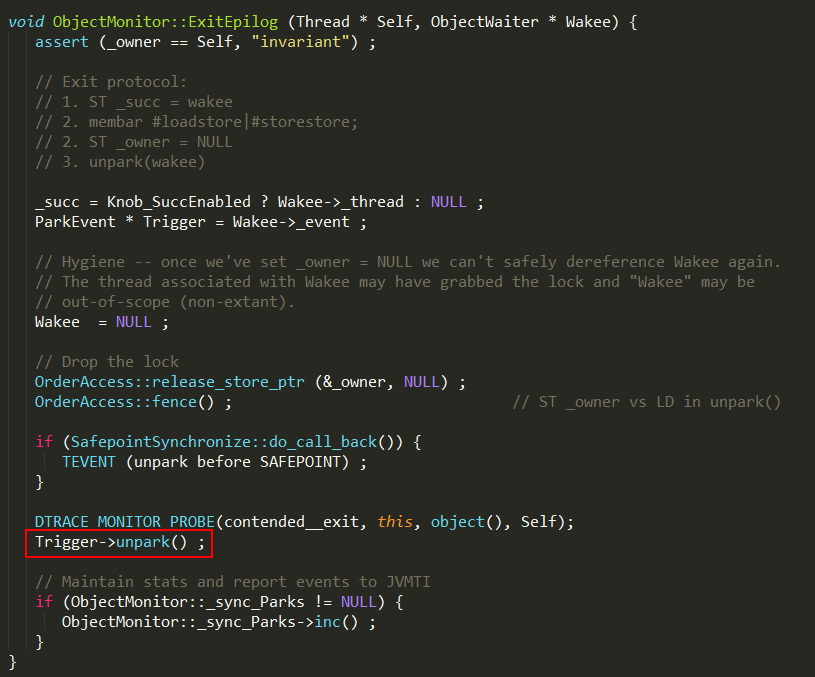 void ObjectMonitor::ExitEpilog (Thread * Self, ObjectWaiter * Wakee) {
assert (_owner == Self, "invariant") ;
// Exit protocol:
// 1. ST _succ = wakee
// 2. membar #loadstore|#storestore;
// 2. ST _owner = NULL
// 3. unpark(wakee)
_succ = Knob_SuccEnabled ? Wakee->_thread : NULL ;
ParkEvent * Trigger = Wakee->_event ;
// Hygiene -- once we've set _owner = NULL we can't safely dereference Wakee again.
// The thread associated with Wakee may have grabbed the lock and "Wakee" may be
// out-of-scope (non-extant).
Wakee  = NULL ;
// Drop the lock
OrderAccess::release_store_ptr (&_owner, NULL) ;
OrderAccess::fence() ; // ST _owner vs LD in unpark()
if (SafepointSynchronize::do_call_back()) {
TEVENT (unpark before SAFEPOINT) ;
}
DTRACE_MONITOR_PROBE(contended__exit, this, object(), Self);
Trigger->unpark() ;
// Maintain stats and report events to JVMTI
if (ObjectMonitor::_sync_Parks != NULL) {
ObjectMonitor::_sync_Parks->inc() ;
}
}